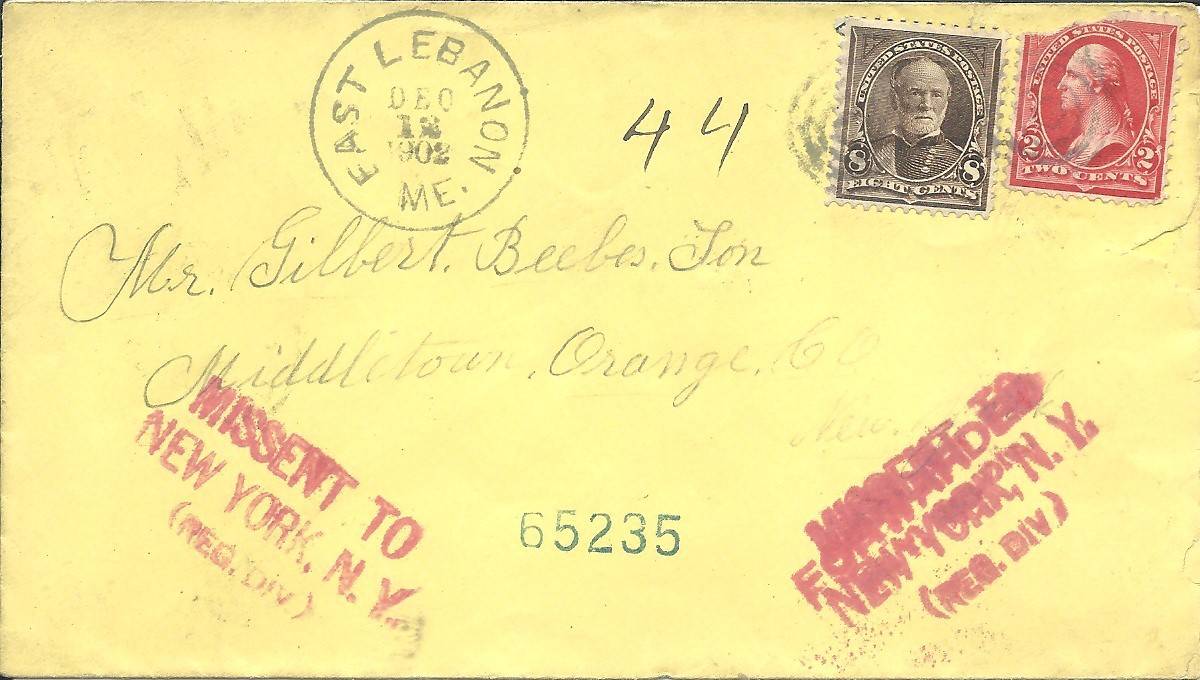 EAST LEBANON
DEC
12
1902
ME.
44
UNITED STATES POSTAGE
8 8
EIGHT CENTS
UNITED STATES POSTAGE
2 2
TWO CENTS
Mr. Gilbert. Beebes. Son
Middletown, Orange, Co
New.
MISSENT TO
NEW YORK, N.Y.
(REG. DIV)
65235
NEW YORK, N.Y.
(REG. DIV)